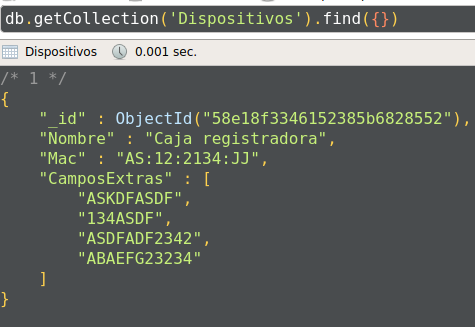 db.getCollection('Dispositivos').find({})
Dispositivos 0.001 sec.
/* 1 */
{
"_id" : ObjectId("58e18f3346152385b6828552"),
"Nombre" : "Caja registradora",
"Mac" : "AS:12:2134:JJ",
"CamposExtras" : [
"ASKDFASDF",
"134ASDF",
"ASDFADF2342",
"ABAEFG23234"
]
}